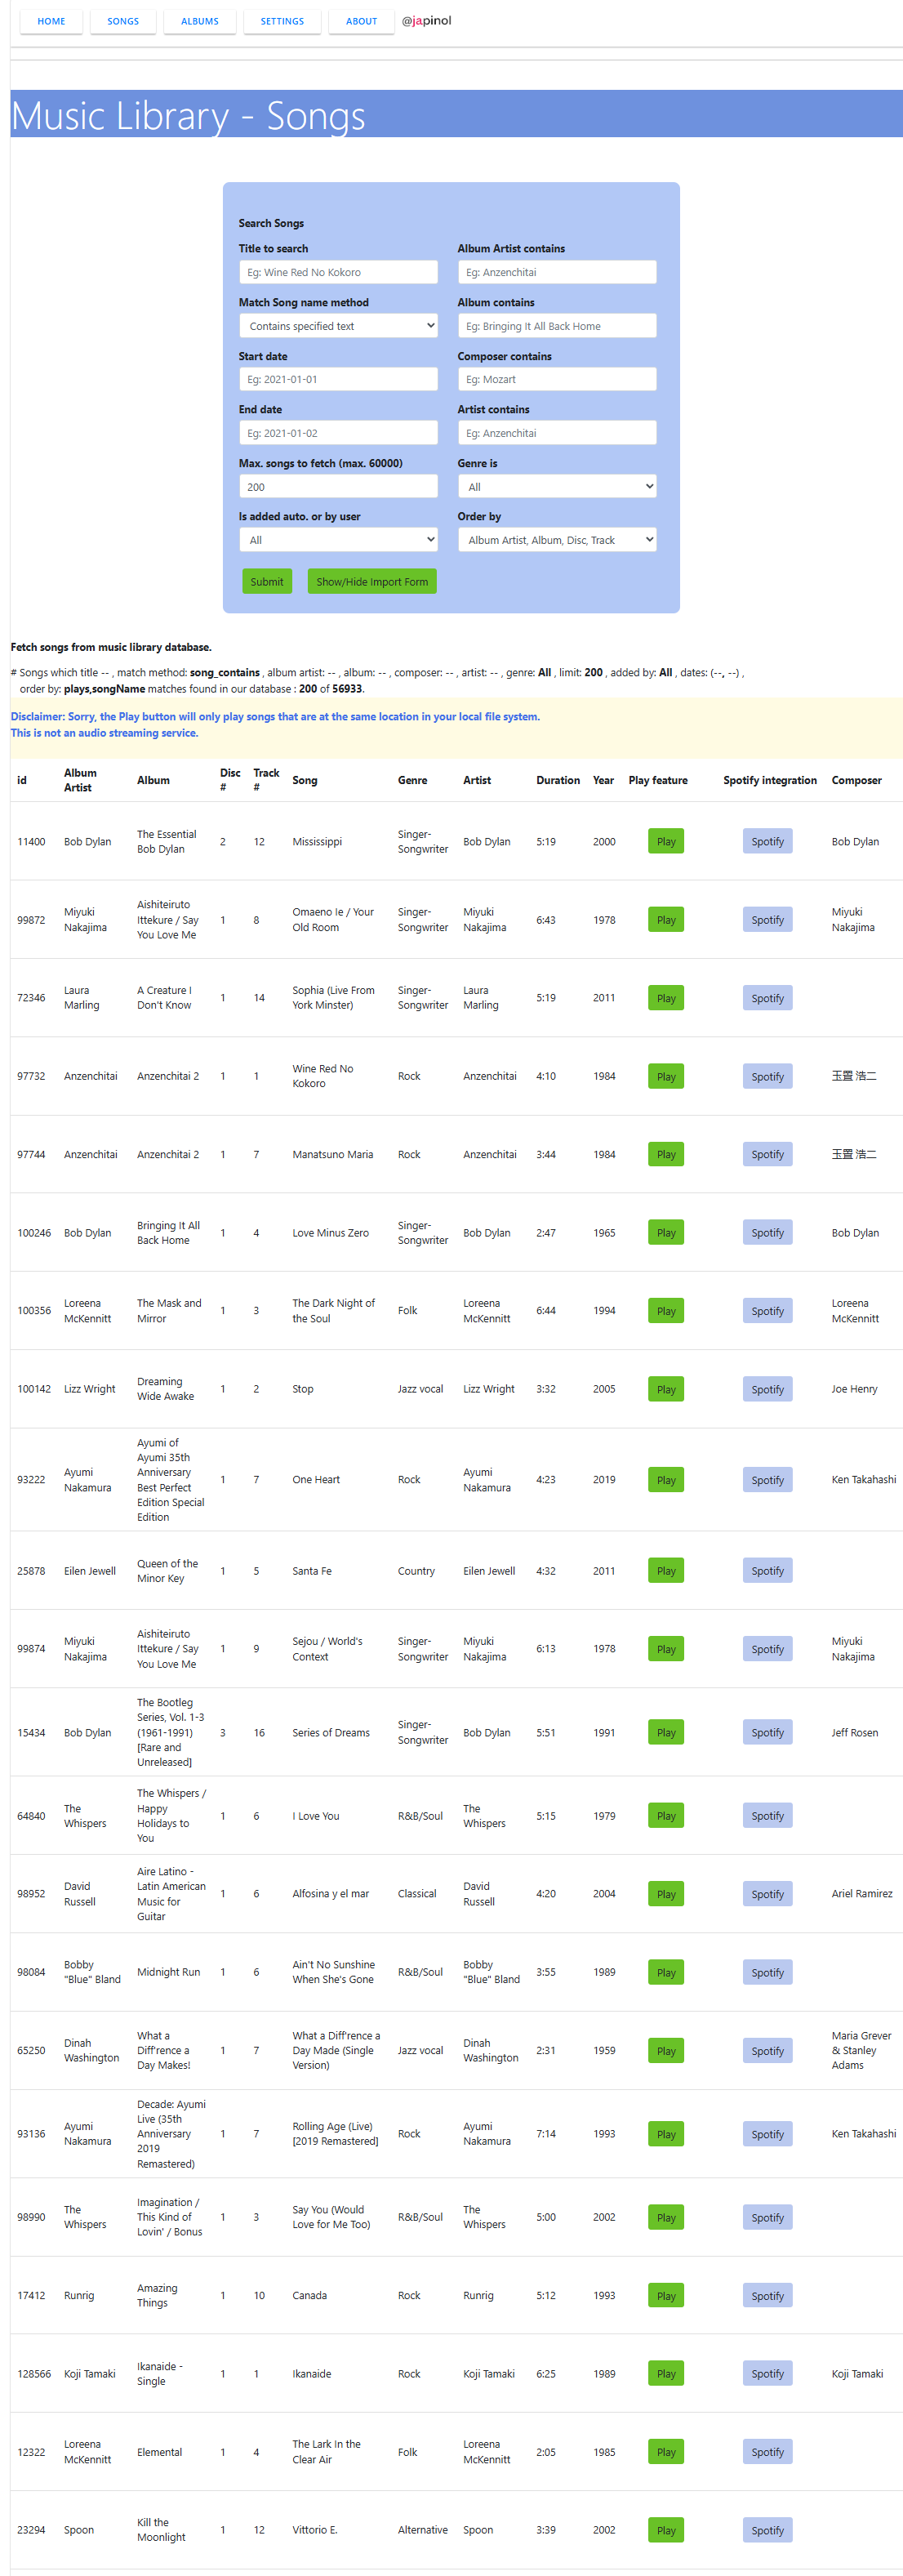 HOME SONGS ALBUMS SETTINGS ABOUT @japinol
Music Library - Songs
Search Songs
Title to search Album Artist contains
Eg: Wine Red No Kokoro Eg: Anzenchitai
Match Song name method Album contains
Contains specified text Eg: Bringing It All Back Home
Start date Composer contains
Eg: 2021-01-01 Eg: Mozart
End date Artist contains
Eg: 2021-01-02 Eg: Anzenchitai
Max. songs to fetch (max. 60000) Genre is
200 All
Is added auto. or by user Order by
All Album Artist, Album, Disc, Track
Submit Show/Hide Import Form
Fetch songs from music library database.
# Songs which title -- , match method: song_contains , album artist: -- , album: -- , composer: -- , artist: -- , genre: All , limit: 200 , added by: All , dates: (--, --) ,
order by: plays,songName matches found in our database : 200 of 56933.
Disclaimer: Sorry, the Play button will only play songs that are at the same location in your local file system.
This is not an audio streaming service.
id Album Artist Album Disc # Track # Song Genre Artist Duration Year Play feature Spotify integration Composer
11400 Bob Dylan The Essential Bob Dylan 2 12 Mississippi Singer-Songwriter Bob Dylan 5:19 2000 Play Spotify Bob Dylan
99872 Miyuki Nakajima Aishiteiruto Ittekure / Say You Love Me 1 8 Omaeno Ie / Your Old Room Singer-Songwriter Miyuki Nakajima 6:43 1978 Play Spotify Miyuki Nakajima
72346 Laura Marling A Creature I Don't Know 1 14 Sophia (Live From York Minster) Singer-Songwriter Laura Marling 5:19 2011 Play Spotify
97732 Anzenchitai Anzenchitai 2 1 1 Wine Red No Kokoro Rock Anzenchitai 4:10 1984 Play Spotify 玉置 浩二
97744 Anzenchitai Anzenchitai 2 1 7 Manatsuno Maria Rock Anzenchitai 3:44 1984 Play Spotify 玉置 浩二
100246 Bob Dylan Bringing It All Back Home 1 4 Love Minus Zero Singer-Songwriter Bob Dylan 2:47 1965 Play Spotify Bob Dylan
100356 Loreena McKennitt The Mask and Mirror 1 3 The Dark Night of the Soul Folk Loreena McKennitt 6:44 1994 Play Spotify Loreena McKennitt
100142 Lizz Wright Dreaming Wide Awake 1 2 Stop Jazz vocal Lizz Wright 3:32 2005 Play Spotify Joe Henry
93222 Ayumi Nakamura Ayumi of Ayumi 35th Anniversary Best Perfect Edition Special Edition 1 7 One Heart Rock Ayumi Nakamura 4:23 2019 Play Spotify Ken Takahashi
25878 Eilen Jewell Queen of the Minor Key 1 5 Santa Fe Country Eilen Jewell 4:32 2011 Play Spotify
99874 Miyuki Nakajima Aishiteiruto Ittekure / Say You Love Me 1 9 Sejou / World's Context Singer-Songwriter Miyuki Nakajima 6:13 1978 Play Spotify Miyuki Nakajima
15434 Bob Dylan The Bootleg Series, Vol. 1-3 (1961-1991) [Rare and Unreleased] 3 16 Series of Dreams Singer-Songwriter Bob Dylan 5:51 1991 Play Spotify Jeff Rosen
64840 The Whispers The Whispers / Happy Holidays to You 1 6 I Love You R&B/Soul The Whispers 5:15 1979 Play Spotify
98952 David Russell Aire Latino - Latin American Music for Guitar 1 6 Alfosina y el mar Classical David Russell 4:20 2004 Play Spotify Ariel Ramirez
98084 Bobby "Blue" Bland Midnight Run 1 6 Ain't No Sunshine When She's Gone R&B/Soul Bobby "Blue" Bland 3:55 1989 Play Spotify
65250 Dinah Washington What a Diff'rence a Day Makes! 1 7 What a Diff'rence a Day Made (Single Version) Jazz vocal Dinah Washington 2:31 1959 Play Spotify Maria Grever & Stanley Adams
93136 Ayumi Nakamura Decade: Ayumi Live (35th Anniversary 2019 Remastered) 1 7 Rolling Age (Live) [2019 Remastered] Rock Ayumi Nakamura 7:14 1993 Play Spotify Ken Takahashi
98990 The Whispers Imagination / This Kind of Lovin' / Bonus 1 3 Say You (Would Love for Me Too) R&B/Soul The Whispers 5:00 2002 Play Spotify
17412 Runrig Amazing Things 1 10 Canada Rock Runrig 5:12 1993 Play Spotify
128566 Koji Tamaki Ikanaide - Single 1 1 Ikanaide Rock Koji Tamaki 6:25 1989 Play Spotify Koji Tamaki
12322 Loreena McKennitt Elemental 1 4 The Lark In the Clear Air Folk Loreena McKennitt 2:05 1985 Play Spotify
23294 Spoon Kill the Moonlight 1 12 Vittorio E. Alternative Spoon 3:39 2002 Play Spotify